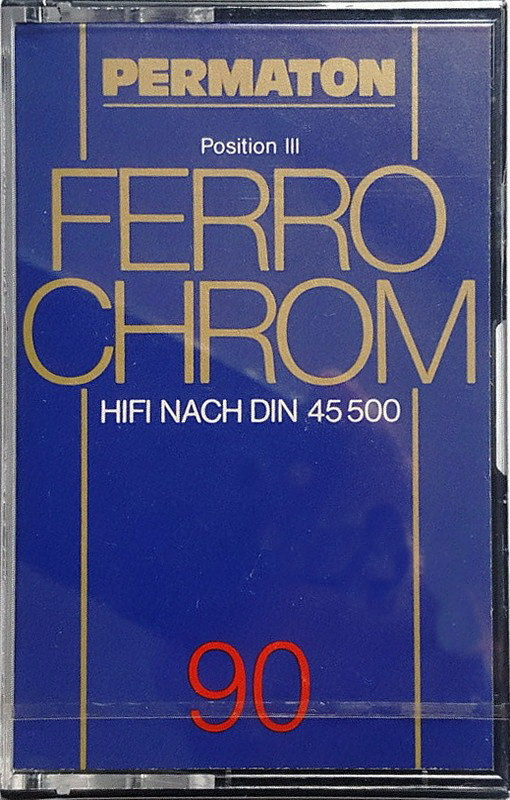 PERMATON
Position III
FERRO
CHROM
HIFI NACH DIN 45 500
90